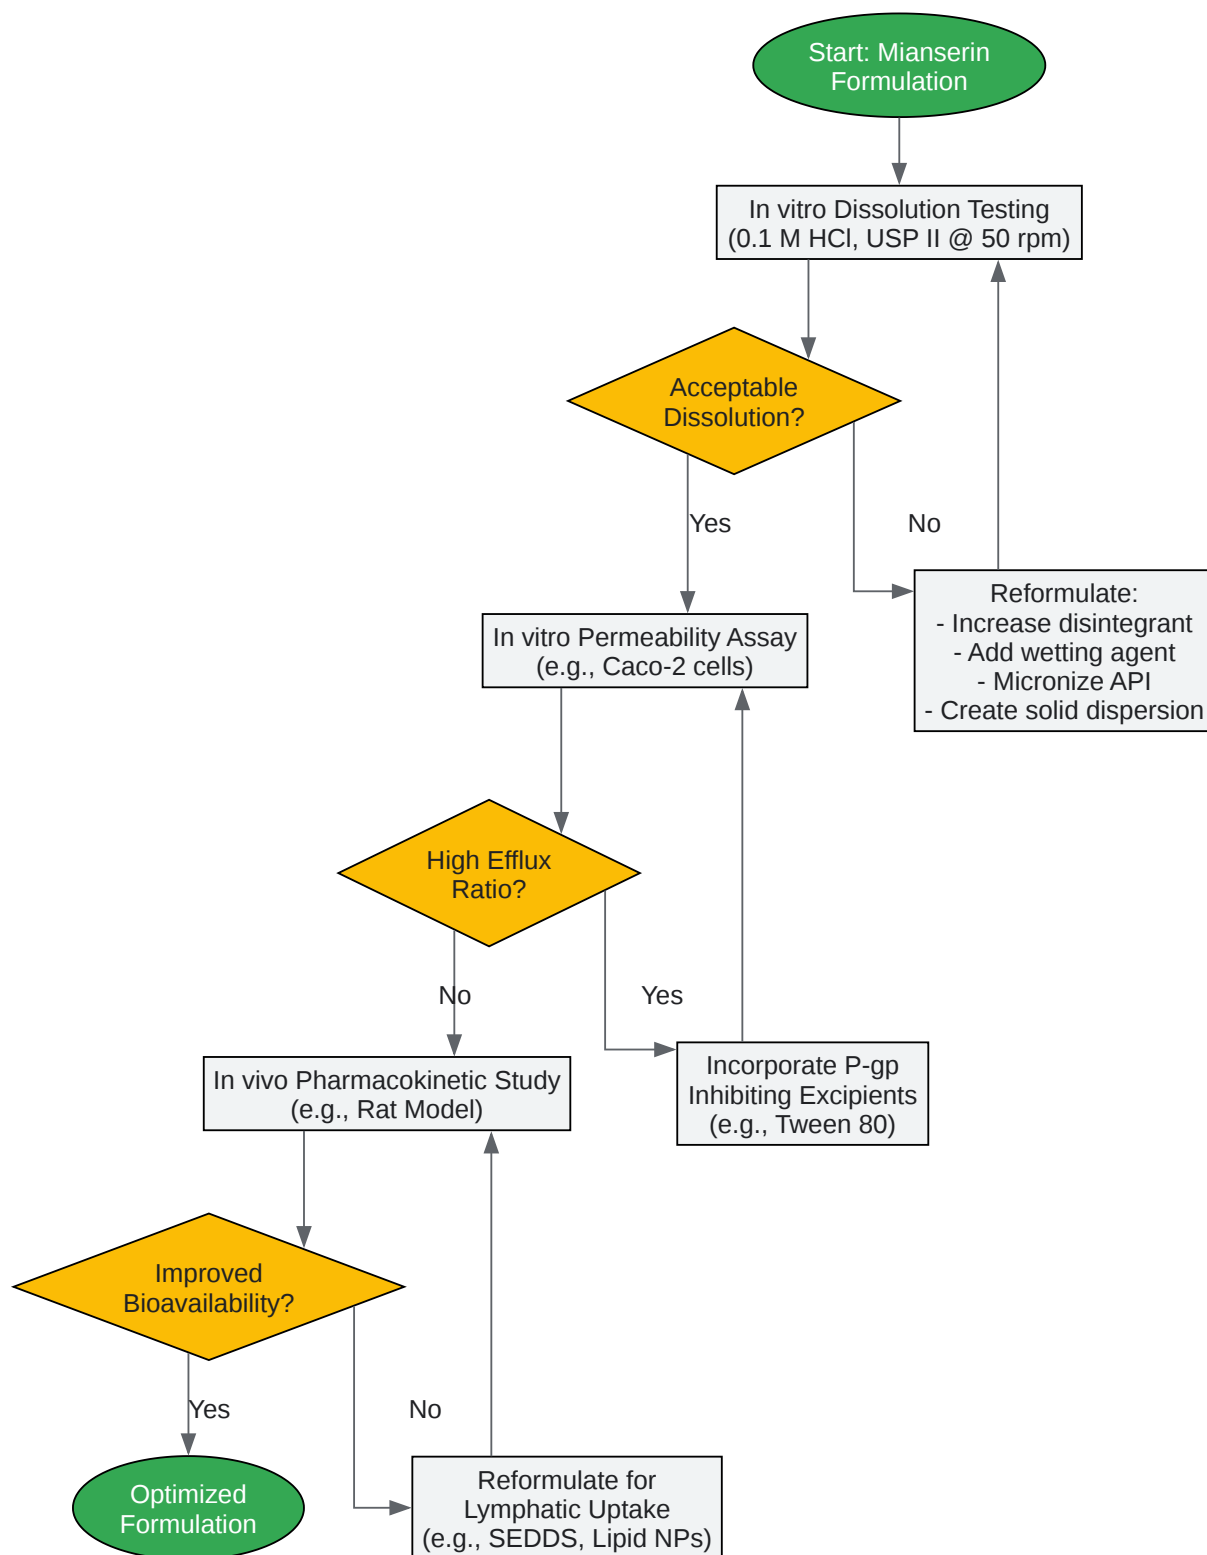 Start: Mianserin
Formulation
In vitro Dissolution Testing
(0.1 M HCl, USP II @ 50 rpm)
Acceptable
Dissolution?
Yes
No
Reformulate:
- Increase disintegrant
- Add wetting agent
- Micronize API
- Create solid dispersion
In vitro Permeability Assay
(e.g., Caco-2 cells)
High Efflux
Ratio?
No
Yes
In vivo Pharmacokinetic Study
(e.g., Rat Model)
Incorporate P-gp
Inhibiting Excipients
(e.g., Tween 80)
Improved
Bioavailability?
Yes
No
Optimized
Formulation
Reformulate for
Lymphatic Uptake
(e.g., SEDDS, Lipid NPs)